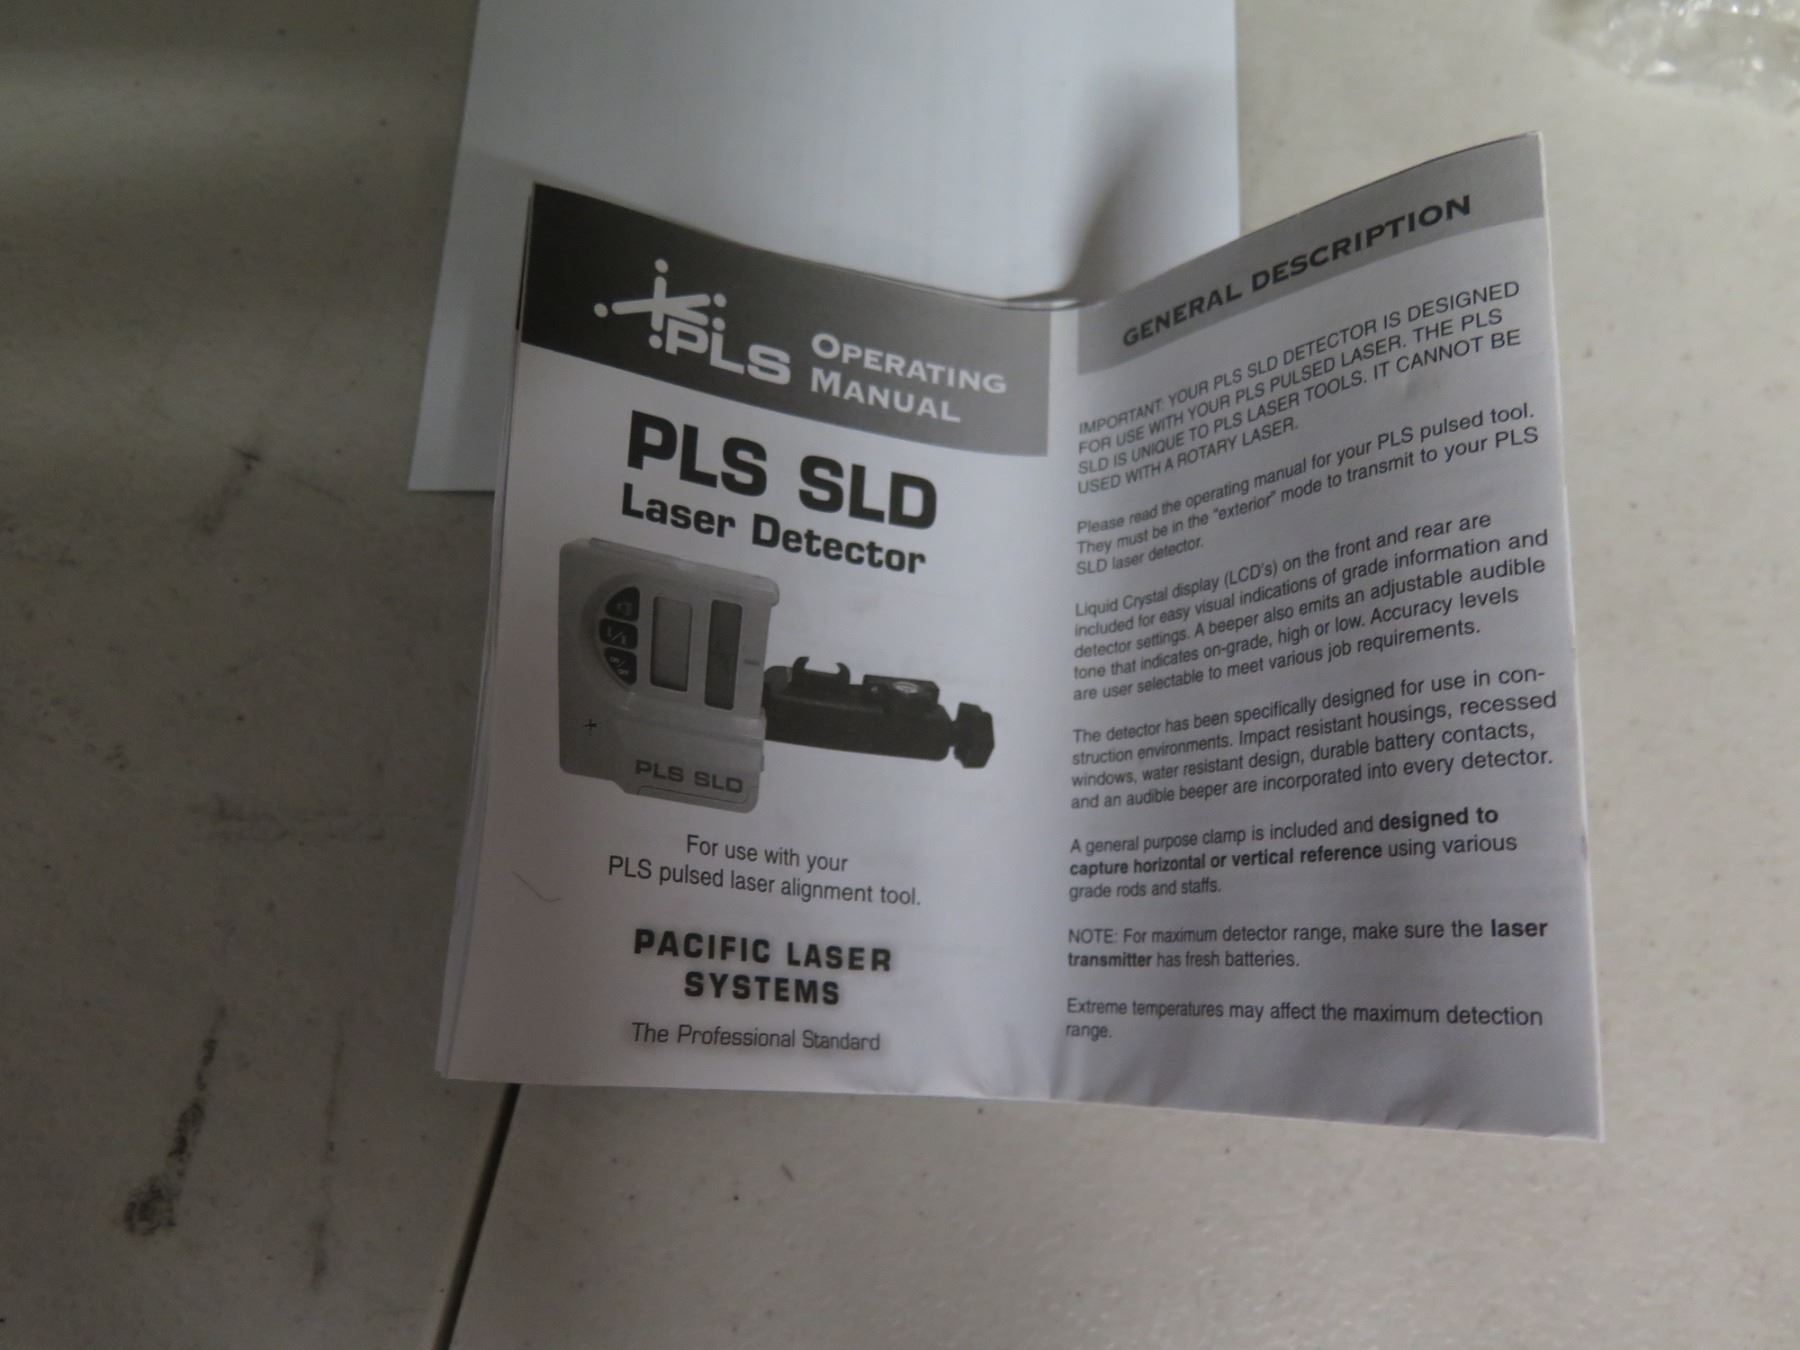 PLS
OPERATING
MANUAL
PLS SLD
Laser Detector
ON/
OFF
PLS SLD
For use with your
PLS pulsed laser alignment tool.
PACIFIC LASER
SYSTEMS
The Professional Standard
GENERAL DESCRIPTION
IMPORTANT: YOUR PLS SLD DETECTOR IS DESIGNED
FOR USE WITH YOUR PLS PULSED LASER. THE PLS
SLD IS UNIQUE TO PLS LASER TOOLS. IT CANNOT BE
USED WITH A ROTARY LASER.
Please read the operating manual for your PLS pulsed tool.
They must be in the "exterior" mode to transmit to your PLS
SLD laser detector.
Liquid Crystal display (LCD's) on the front and rear are
included for easy visual indications of grade information and
detector settings. A beeper also emits an adjustable audible
tone that indicates on-grade, high or low. Accuracy levels
are user selectable to meet various job requirements.
The detector has been specifically designed for use in con-
struction environments. Impact resistant housings, recessed
windows, water resistant design, durable battery contacts,
and an audible beeper are incorporated into every detector.
A general purpose clamp is included and designed to
capture horizontal or vertical reference using various
grade rods and staffs.
NOTE: For maximum detector range, make sure the laser
transmitter has fresh batteries.
Extreme temperatures may affect the maximum detection
range.